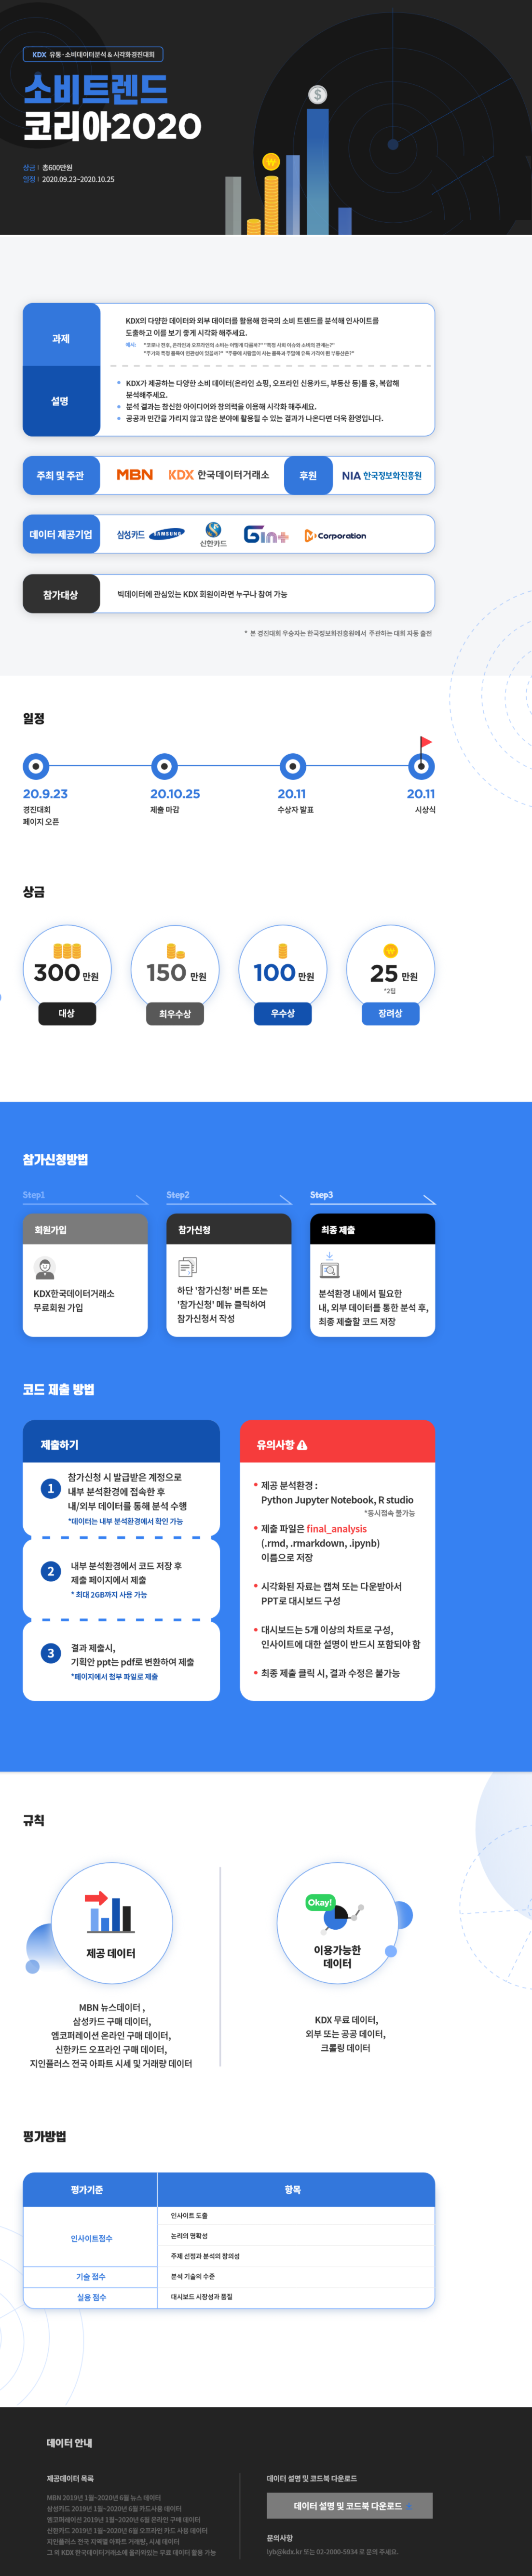 KDX 유통·소비데이터분석 & 시각화경진대회
소비트렌드
코리아2020
상금 | 총600만원
일정 | 2020.09.23~2020.10.25
과제
KDX의 다양한 데이터와 외부 데이터를 활용해 한국의 소비 트렌드를 분석해 인사이트를
도출하고 이를 보기 좋게 시각화 해주세요.
예시) "코로나 전후, 온라인과 오프라인의 소비는 어떻게 다를까?" "특정 사회 이슈와 소비의 관계는?"
"주가와 특정 품목이 연관성이 있을까?" "주중에 사람들이 사는 품목과 주말에 유독 가격이 뛴 부동산은?"
설명
KDX가 제공하는 다양한 소비 데이터(온라인 쇼핑, 오프라인 신용카드, 부동산 등)를 융, 복합해
분석해주세요.
분석 결과는 참신한 아이디어와 창의력을 이용해 시각화 해주세요.
공공과 민간을 가리지 않고 많은 분야에 활용될 수 있는 결과가 나온다면 더욱 환영입니다.
주최 및 주관
MBN KDX 한국데이터거래소
후원
NIA 한국정보화진흥원
데이터 제공기업
삼성카드 SAMSUNG
신한카드
Gin+
Corporation
참가대상
빅데이터에 관심있는 KDX 회원이라면 누구나 참여 가능
* 본 경진대회 우승자는 한국정보화진흥원에서 주관하는 대회 자동 출전
일정
20.9.23
경진대회
페이지 오픈
20.10.25
제출 마감
20.11
수상자 발표
20.11
시상식
상금
300만원
대상
150 만원
최우수상
100만원
우수상
25 만원
*2팀
장려상
참가신청방법
Step1
회원가입
KDX한국데이터거래소
무료회원 가입
Step2
참가신청
하단 '참가신청' 버튼 또는
'참가신청' 메뉴 클릭하여
참가신청서 작성
Step3
최종 제출
분석환경 내에서 필요한
내, 외부 데이터를 통한 분석 후,
최종 제출할 코드 저장
코드 제출 방법
제출하기
1
참가신청 시 발급받은 계정으로
내부 분석환경에 접속한 후
내/외부 데이터를 통해 분석 수행
*데이터는 내부 분석환경에서 확인 가능
2
내부 분석환경에서 코드 저장 후
제출 페이지에서 제출
* 최대 2GB까지 사용 가능
3
결과 제출시,
기획안 ppt는 pdf로 변환하여 제출
*페이지에서 첨부 파일로 제출
유의사항
제공 분석환경 :
Python Jupyter Notebook, R studio
*동시접속 불가능
제출 파일은 final_analysis
(.rmd, .rmarkdown, .ipynb)
이름으로 저장
시각화된 자료는 캡쳐 또는 다운받아서
PPT로 대시보드 구성
대시보드는 5개 이상의 차트로 구성,
인사이트에 대한 설명이 반드시 포함되야 함
최종 제출 클릭 시, 결과 수정은 불가능
규칙
제공 데이터
MBN 뉴스데이터 ,
삼성카드 구매 데이터,
엠코퍼레이션 온라인 구매 데이터,
신한카드 오프라인 구매 데이터,
지인플러스 전국 아파트 시세 및 거래량 데이터
Okay!
이용가능한
데이터
KDX 무료 데이터,
외부 또는 공공 데이터,
크롤링 데이터
평가방법
평가기준
항목
인사이트점수
인사이트 도출
논리의 명확성
주제 선정과 분석의 창의성
기술 점수
분석 기술의 수준
실용 점수
대시보드 시장성과 품질
데이터 안내
제공데이터 목록
MBN 2019년 1월~2020년 6월 뉴스 데이터
삼성카드 2019년 1월~2020년 6월 카드사용 데이터
엠코퍼레이션 2019년 1월~2020년 6월 온라인 구매 데이터
신한카드 2019년 1월~2020년 6월 오프라인 카드 사용 데이터
지인플러스 전국 지역별 아파트 거래량, 시세 데이터
그 외 KDX 한국데이터거래소에 올라와있는 무료 데이터 활용 가능
데이터 설명 및 코드북 다운로드
데이터 설명 및 코드북 다운로드
문의사항
lyb@kdx.kr 또는 02-2000-5934 로 문의 주세요.